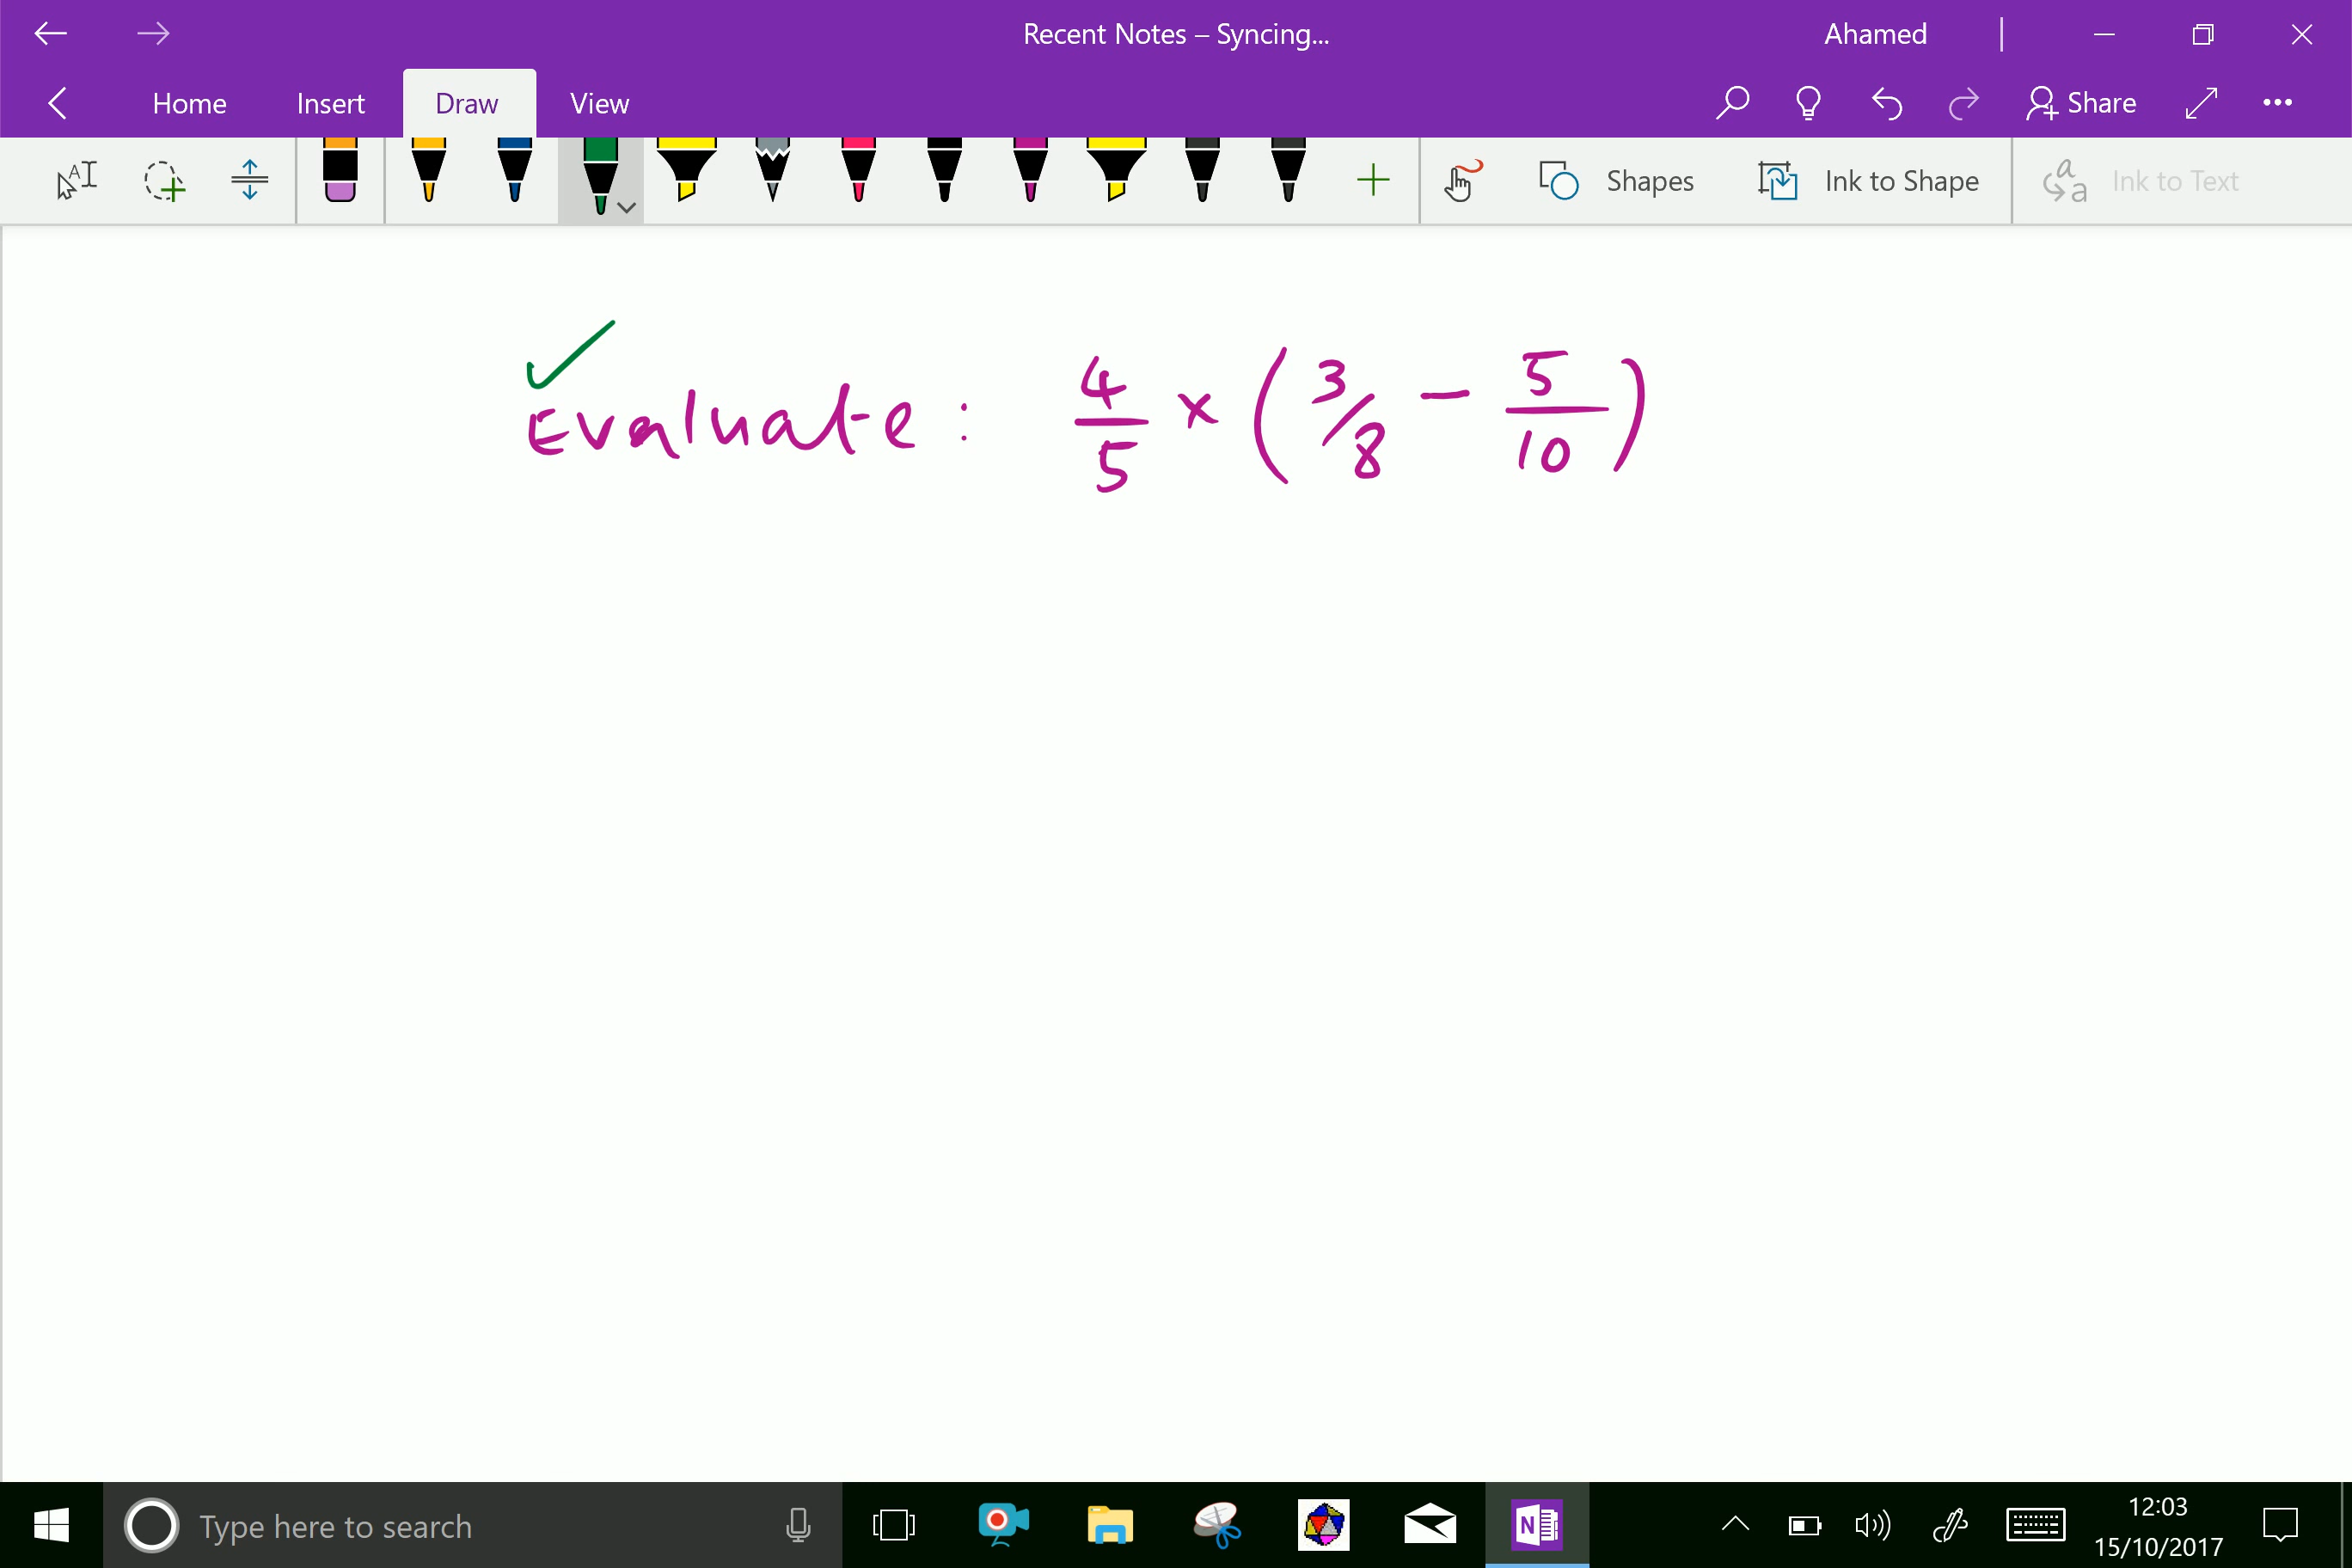 Recent Notes – Syncing...
Ahamed
Home Insert Draw View
Share
Shapes
Ink to Shape
Ink to Text
Evaluate : 4/5 × ( 3/8 − 5/10 )
Type here to search
12:03
15/10/2017